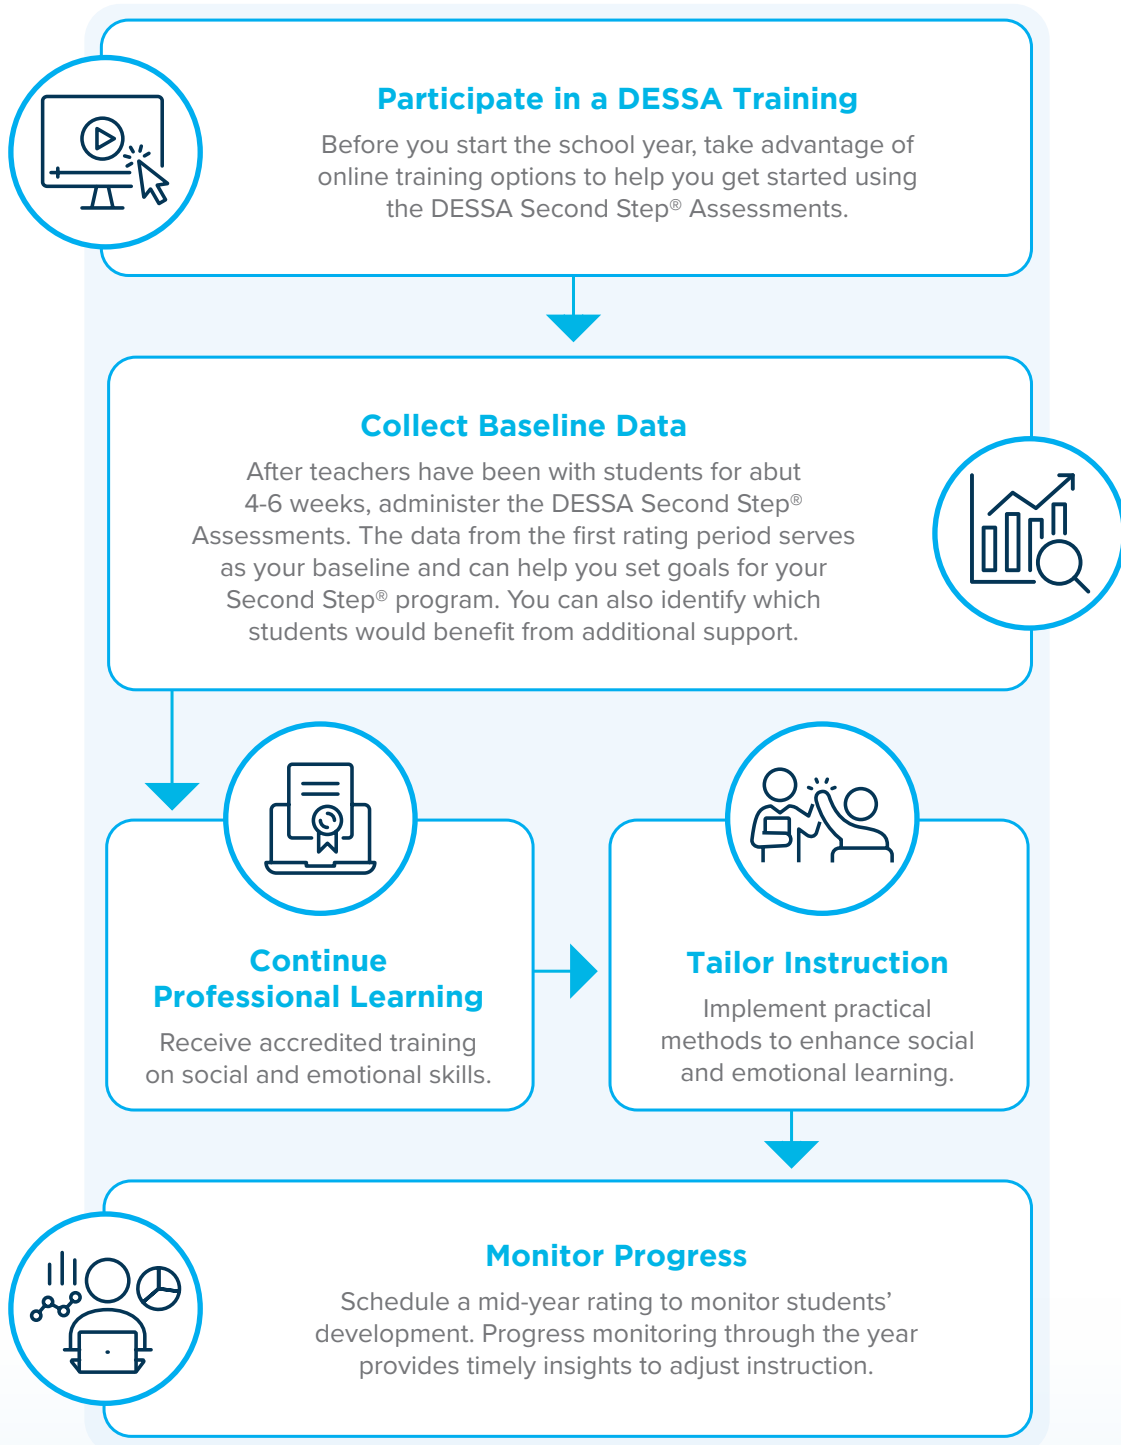 Participate in a DESSA Training
Before you start the school year, take advantage of
online training options to help you get started using
the DESSA Second Step® Assessments.
Collect Baseline Data
After teachers have been with students for abut
4-6 weeks, administer the DESSA Second Step®
Assessments. The data from the first rating period serves
as your baseline and can help you set goals for your
Second Step® program. You can also identify which
students would benefit from additional support.
Continue
Professional Learning
Receive accredited training
on social and emotional skills.
Tailor Instruction
Implement practical
methods to enhance social
and emotional learning.
Monitor Progress
Schedule a mid-year rating to monitor students’
development. Progress monitoring through the year
provides timely insights to adjust instruction.